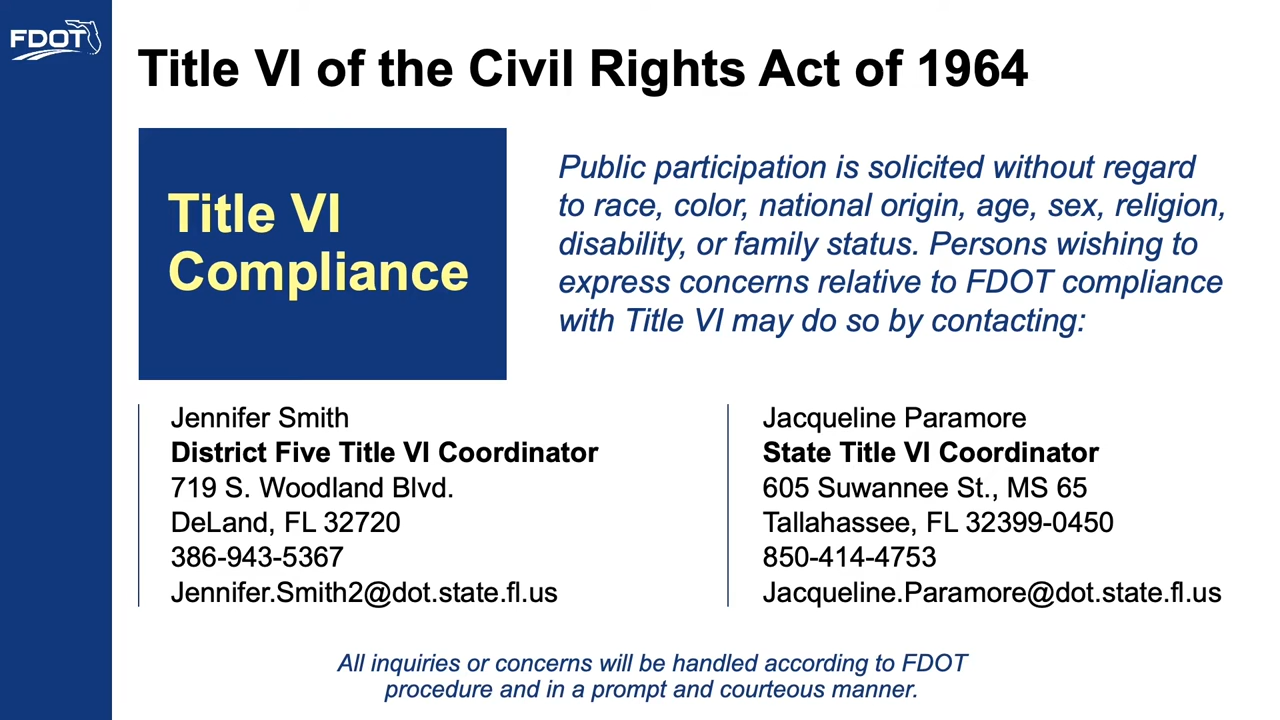 FDOT
Title VI of the Civil Rights Act of 1964
Title VI
Compliance
Public participation is solicited without regard
to race, color, national origin, age, sex, religion,
disability, or family status. Persons wishing to
express concerns relative to FDOT compliance
with Title VI may do so by contacting:
Jennifer Smith
District Five Title VI Coordinator
719 S. Woodland Blvd.
DeLand, FL 32720
386-943-5367
Jennifer.Smith2@dot.state.fl.us
Jacqueline Paramore
State Title VI Coordinator
605 Suwannee St., MS 65
Tallahassee, FL 32399-0450
850-414-4753
Jacqueline.Paramore@dot.state.fl.us
All inquiries or concerns will be handled according to FDOT
procedure and in a prompt and courteous manner.